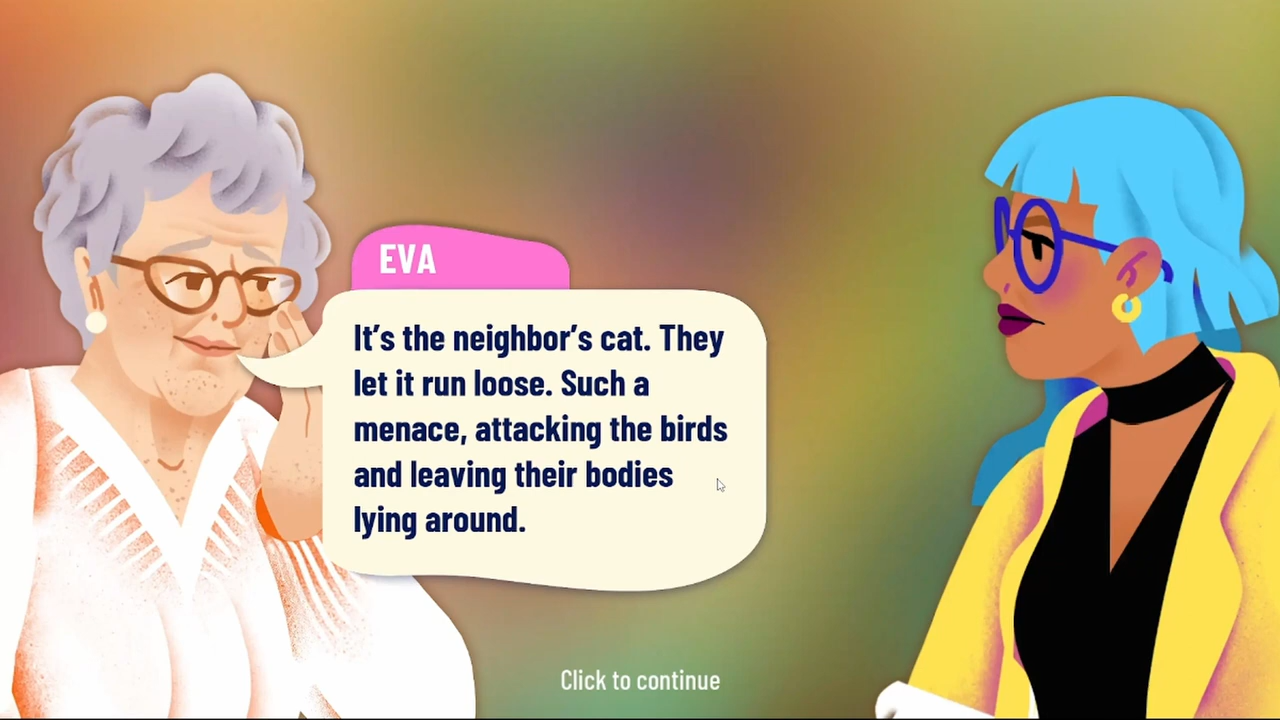 EVA
It’s the neighbor’s cat. They
let it run loose. Such a
menace, attacking the birds
and leaving their bodies
lying around.
Click to continue